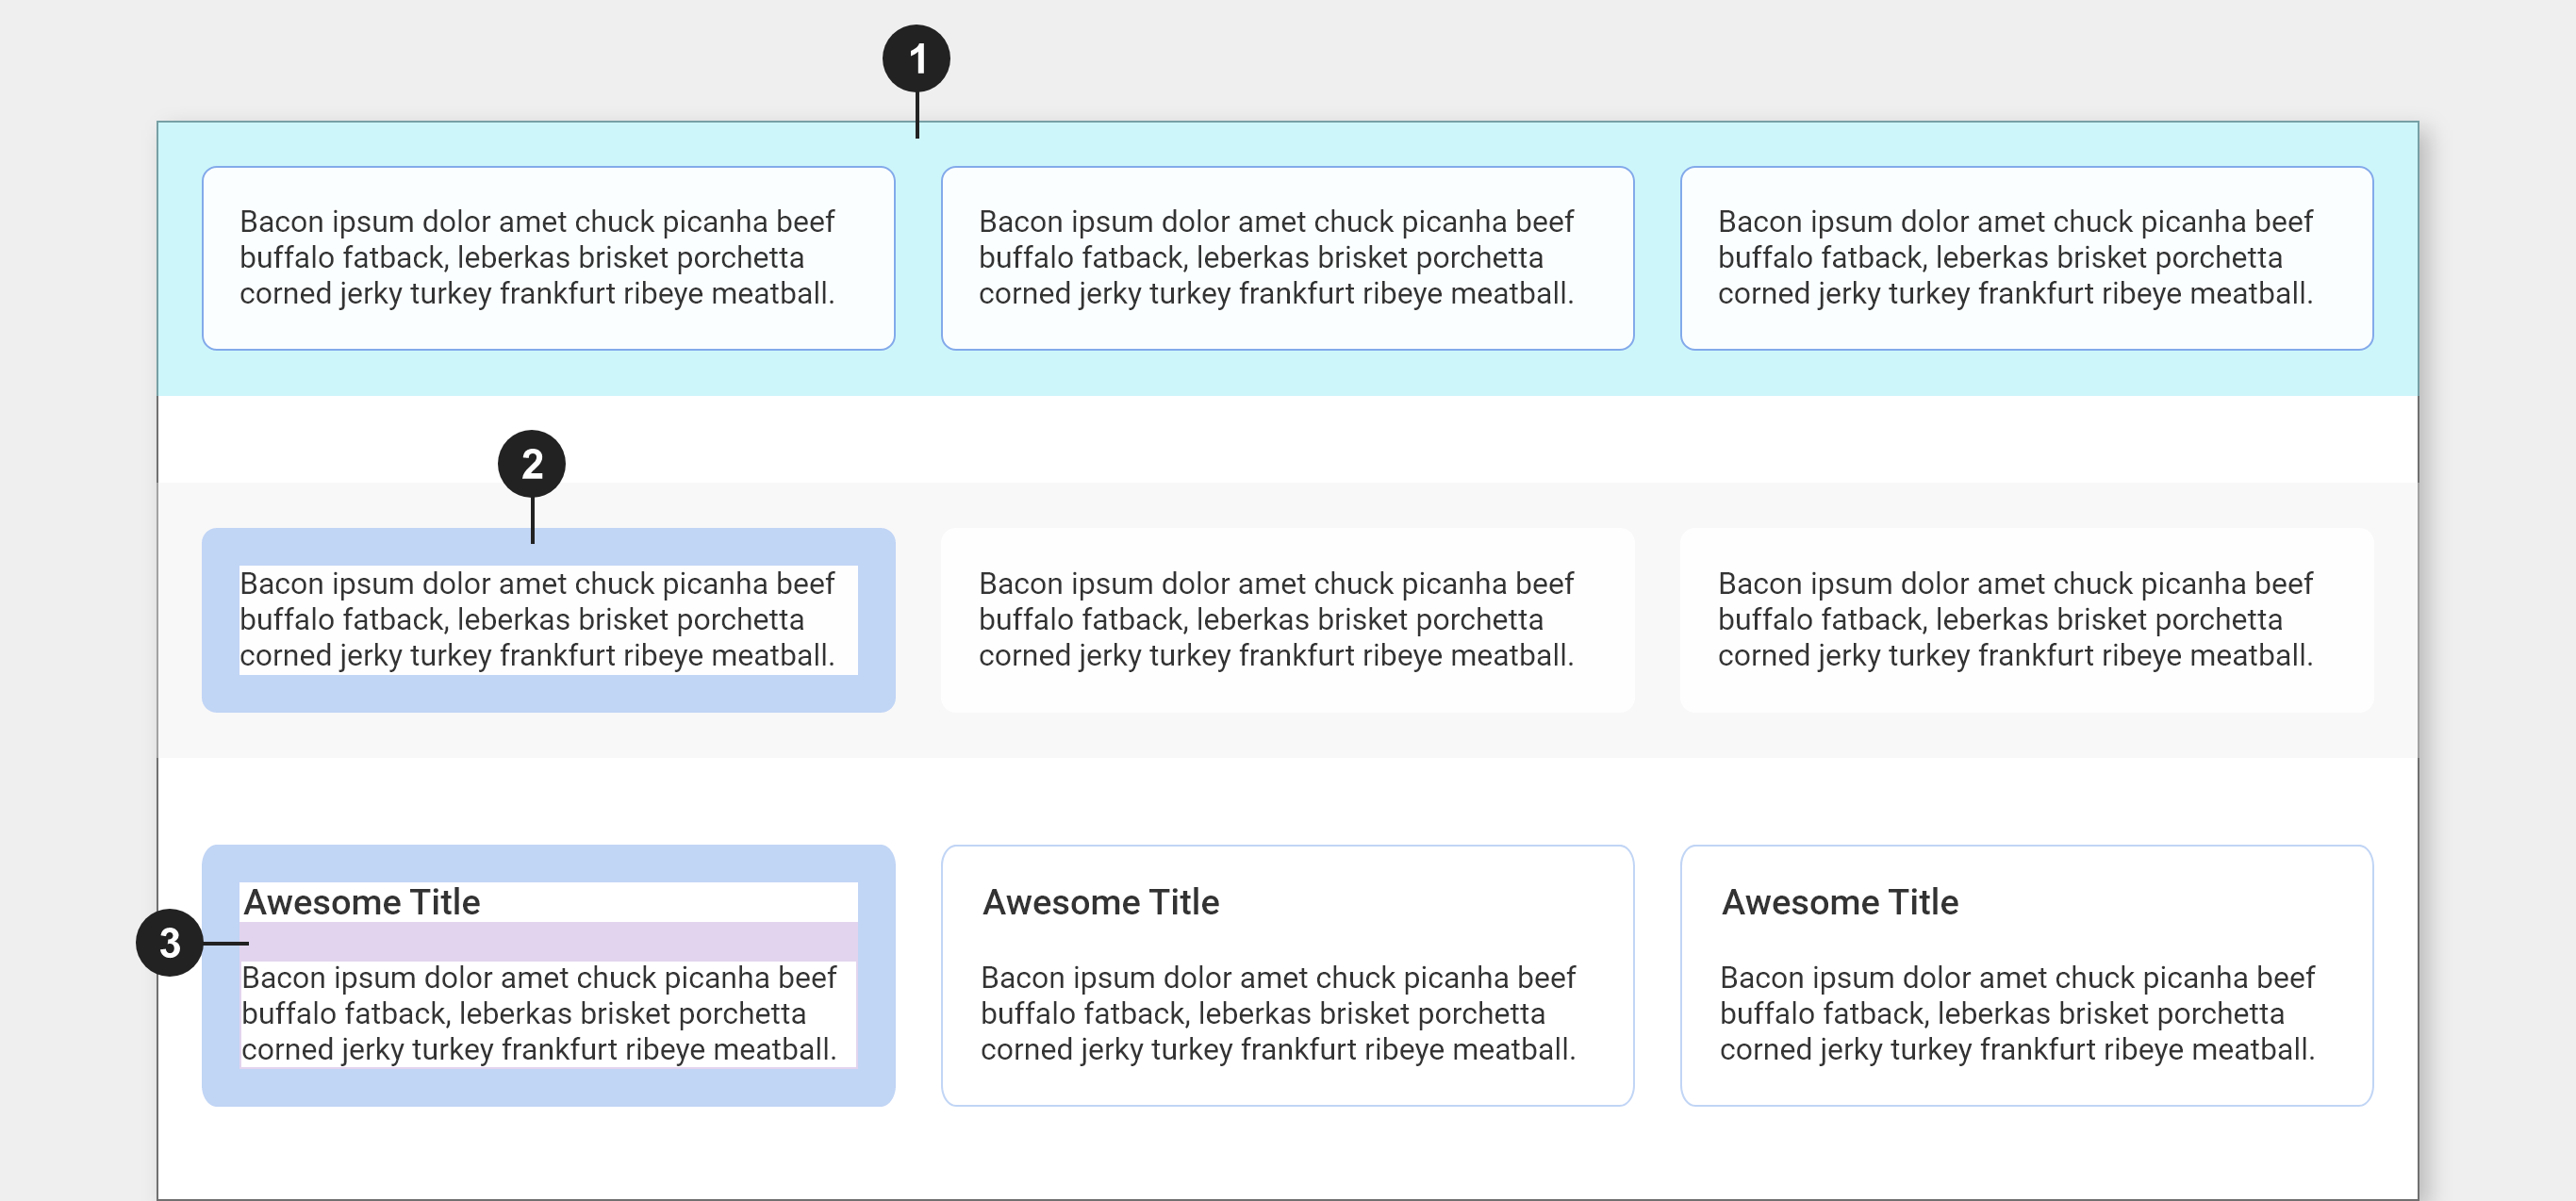 1
Bacon ipsum dolor amet chuck picanha beef
buffalo fatback, leberkas brisket porchetta
corned jerky turkey frankfurt ribeye meatball.
Bacon ipsum dolor amet chuck picanha beef
buffalo fatback, leberkas brisket porchetta
corned jerky turkey frankfurt ribeye meatball.
Bacon ipsum dolor amet chuck picanha beef
buffalo fatback, leberkas brisket porchetta
corned jerky turkey frankfurt ribeye meatball.
2
Bacon ipsum dolor amet chuck picanha beef
buffalo fatback, leberkas brisket porchetta
corned jerky turkey frankfurt ribeye meatball.
Bacon ipsum dolor amet chuck picanha beef
buffalo fatback, leberkas brisket porchetta
corned jerky turkey frankfurt ribeye meatball.
Bacon ipsum dolor amet chuck picanha beef
buffalo fatback, leberkas brisket porchetta
corned jerky turkey frankfurt ribeye meatball.
3
Awesome Title
Bacon ipsum dolor amet chuck picanha beef
buffalo fatback, leberkas brisket porchetta
corned jerky turkey frankfurt ribeye meatball.
Awesome Title
Bacon ipsum dolor amet chuck picanha beef
buffalo fatback, leberkas brisket porchetta
corned jerky turkey frankfurt ribeye meatball.
Awesome Title
Bacon ipsum dolor amet chuck picanha beef
buffalo fatback, leberkas brisket porchetta
corned jerky turkey frankfurt ribeye meatball.